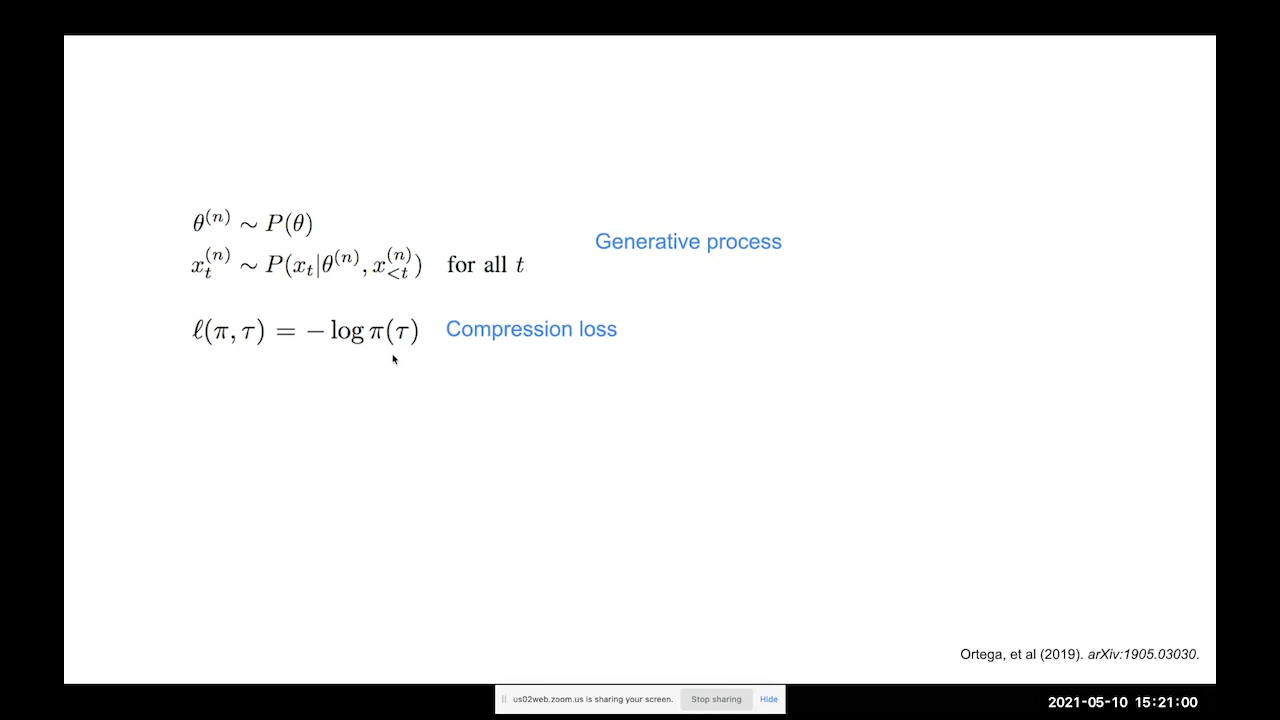 θ^(n) ∼ P(θ)
x_t^(n) ∼ P(x_t|θ^(n), x_{<t}^(n)) for all t
Generative process
ℓ(π, τ) = − log π(τ) Compression loss
Ortega, et al (2019). arXiv:1905.03030.
us02web.zoom.us is sharing your screen. Stop sharing Hide
2021-05-10 15:21:00